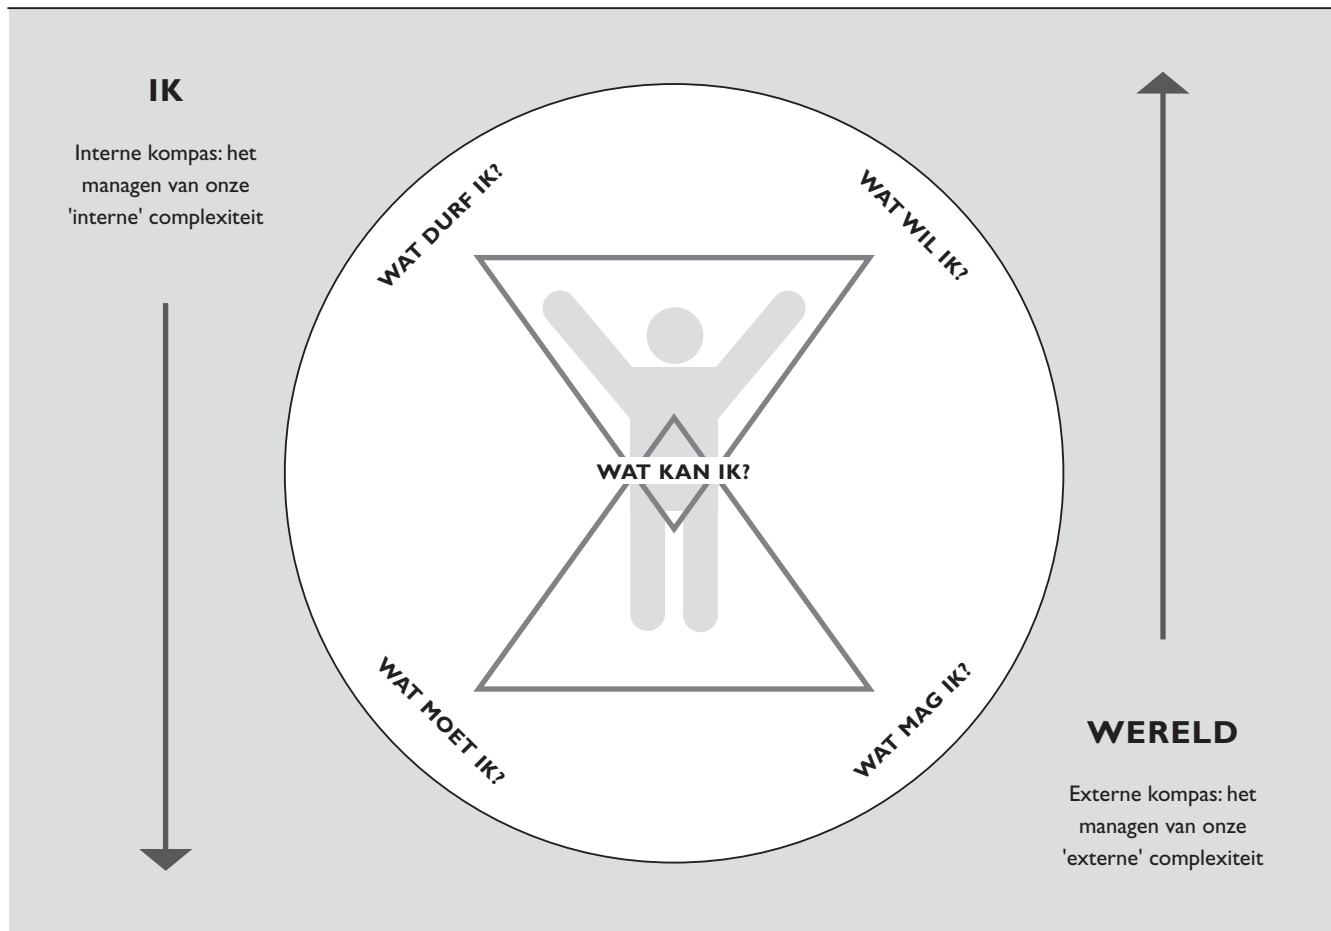 IK
Interne kompas: het
managen van onze
'interne' complexiteit
WAT DURF IK?
WAT WIL IK?
WAT KAN IK?
WAT MOET IK?
WAT MAG IK?
WERELD
Externe kompas: het
managen van onze
'externe' complexiteit